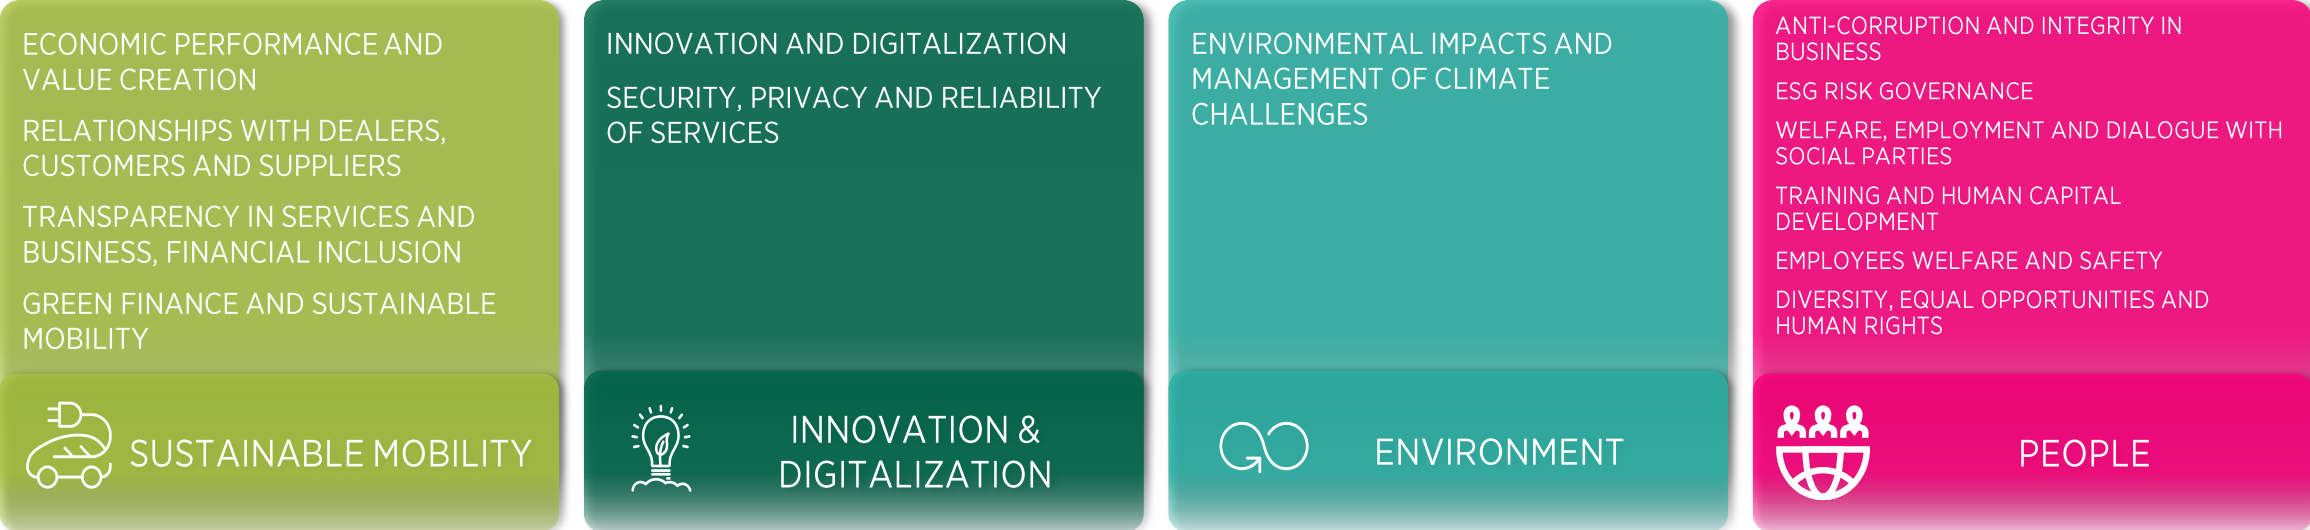 ECONOMIC PERFORMANCE AND
VALUE CREATION
RELATIONSHIPS WITH DEALERS,
CUSTOMERS AND SUPPLIERS
TRANSPARENCY IN SERVICES AND
BUSINESS, FINANCIAL INCLUSION
GREEN FINANCE AND SUSTAINABLE
MOBILITY
SUSTAINABLE MOBILITY
INNOVATION AND DIGITALIZATION
SECURITY, PRIVACY AND RELIABILITY
OF SERVICES
INNOVATION &
DIGITALIZATION
ENVIRONMENTAL IMPACTS AND
MANAGEMENT OF CLIMATE
CHALLENGES
ENVIRONMENT
ANTI-CORRUPTION AND INTEGRITY IN
BUSINESS
ESG RISK GOVERNANCE
WELFARE, EMPLOYMENT AND DIALOGUE WITH
SOCIAL PARTIES
TRAINING AND HUMAN CAPITAL
DEVELOPMENT
EMPLOYEES WELFARE AND SAFETY
DIVERSITY, EQUAL OPPORTUNITIES AND
HUMAN RIGHTS
PEOPLE